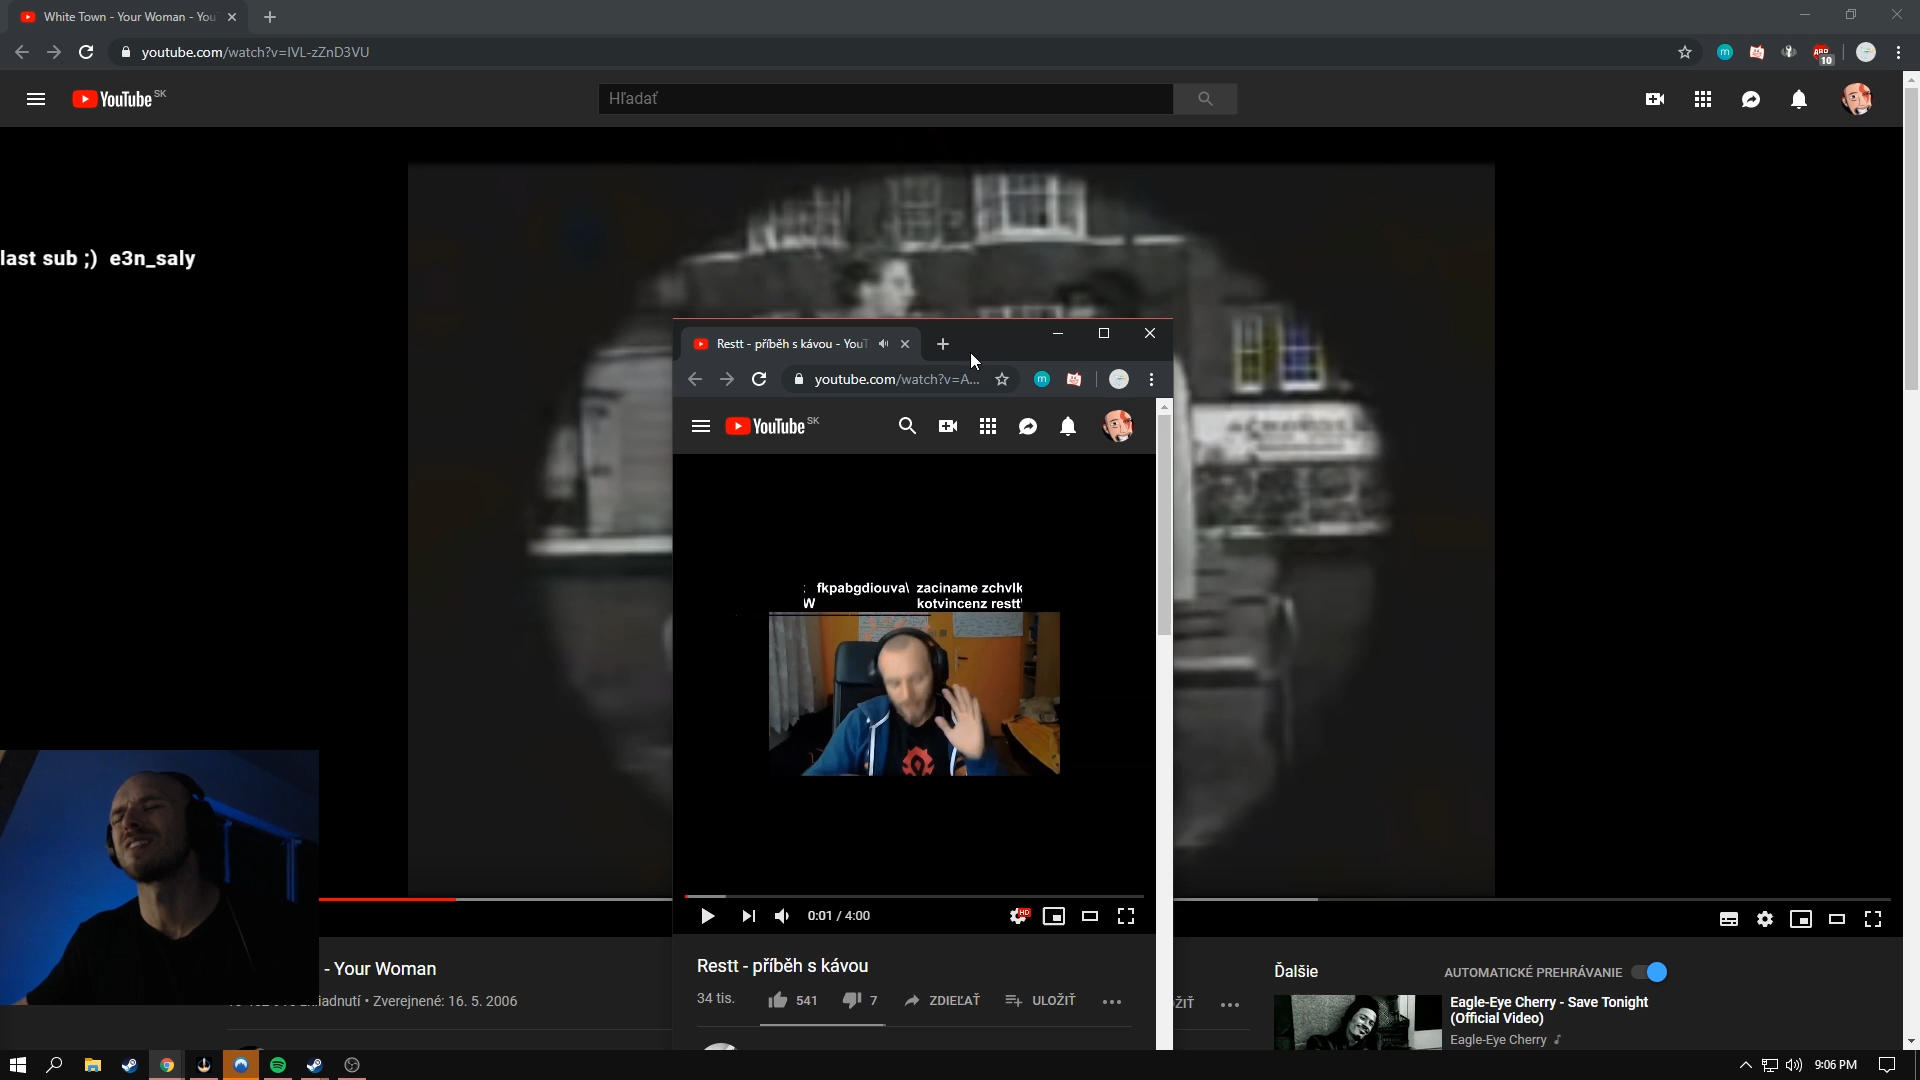 White Town - Your Woman - You
youtube.com/watch?v=IVL-zZnD3VU
ABP
10
YouTube SK
Hľadať
last sub ;) e3n_saly
Restt - příběh s kávou - YouT
youtube.com/watch?v=A...
YouTube SK
fkpabgdiouva\ zaciname zchvlk
W kotvincenz restt
0:01 / 4:00
HD
Restt - příběh s kávou
34 tis.
541
7
ZDIEĽAŤ
ULOŽIŤ
- Your Woman
Zverejnené: 16. 5. 2006
Ďalšie
AUTOMATICKÉ PREHRÁVANIE
Eagle-Eye Cherry - Save Tonight
(Official Video)
Eagle-Eye Cherry
9:06 PM